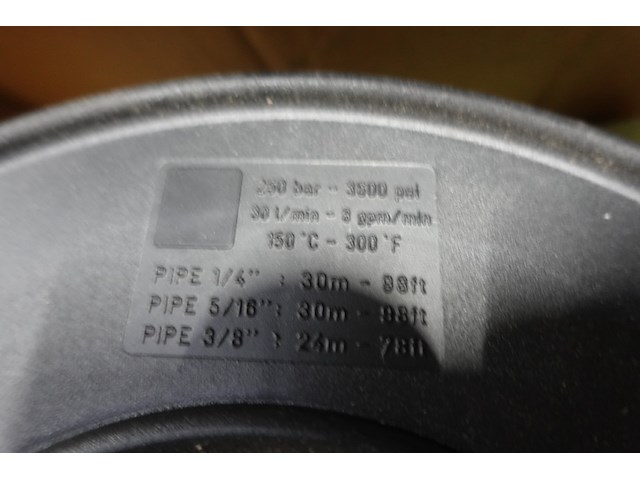 250 bar - 3600 psi
30 l/min - 8 gpm/min
150°C - 300°F
PIPE 1/4" : 30m - 98ft
PIPE 5/16" : 30m - 98ft
PIPE 3/8" : 24m - 78ft